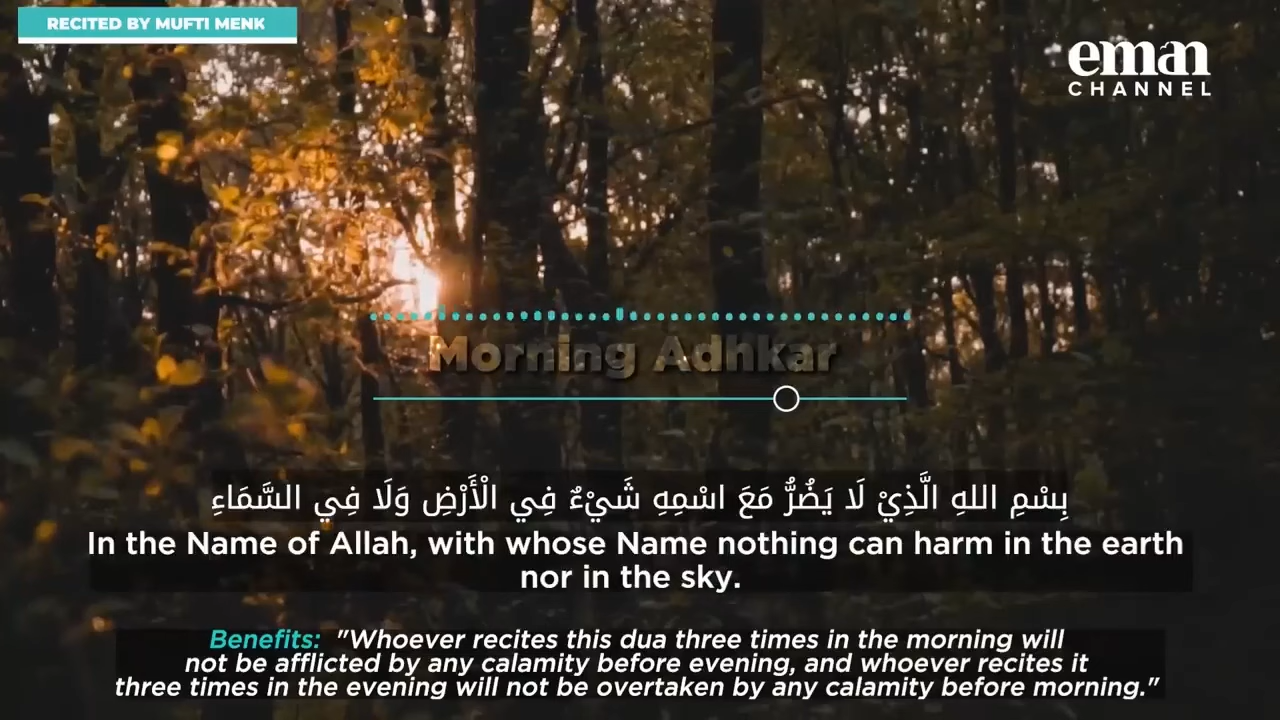 RECITED BY MUFTI MENK
eman
CHANNEL
Morning Adhkar
بِسْمِ اللهِ الَّذِيْ لَا يَضُرُّ مَعَ اسْمِهِ شَيْءٌ فِي الْأَرْضِ وَلَا فِي السَّمَاءِ
In the Name of Allah, with whose Name nothing can harm in the earth
nor in the sky.
Benefits: "Whoever recites this dua three times in the morning will
not be afflicted by any calamity before evening, and whoever recites it
three times in the evening will not be overtaken by any calamity before morning."